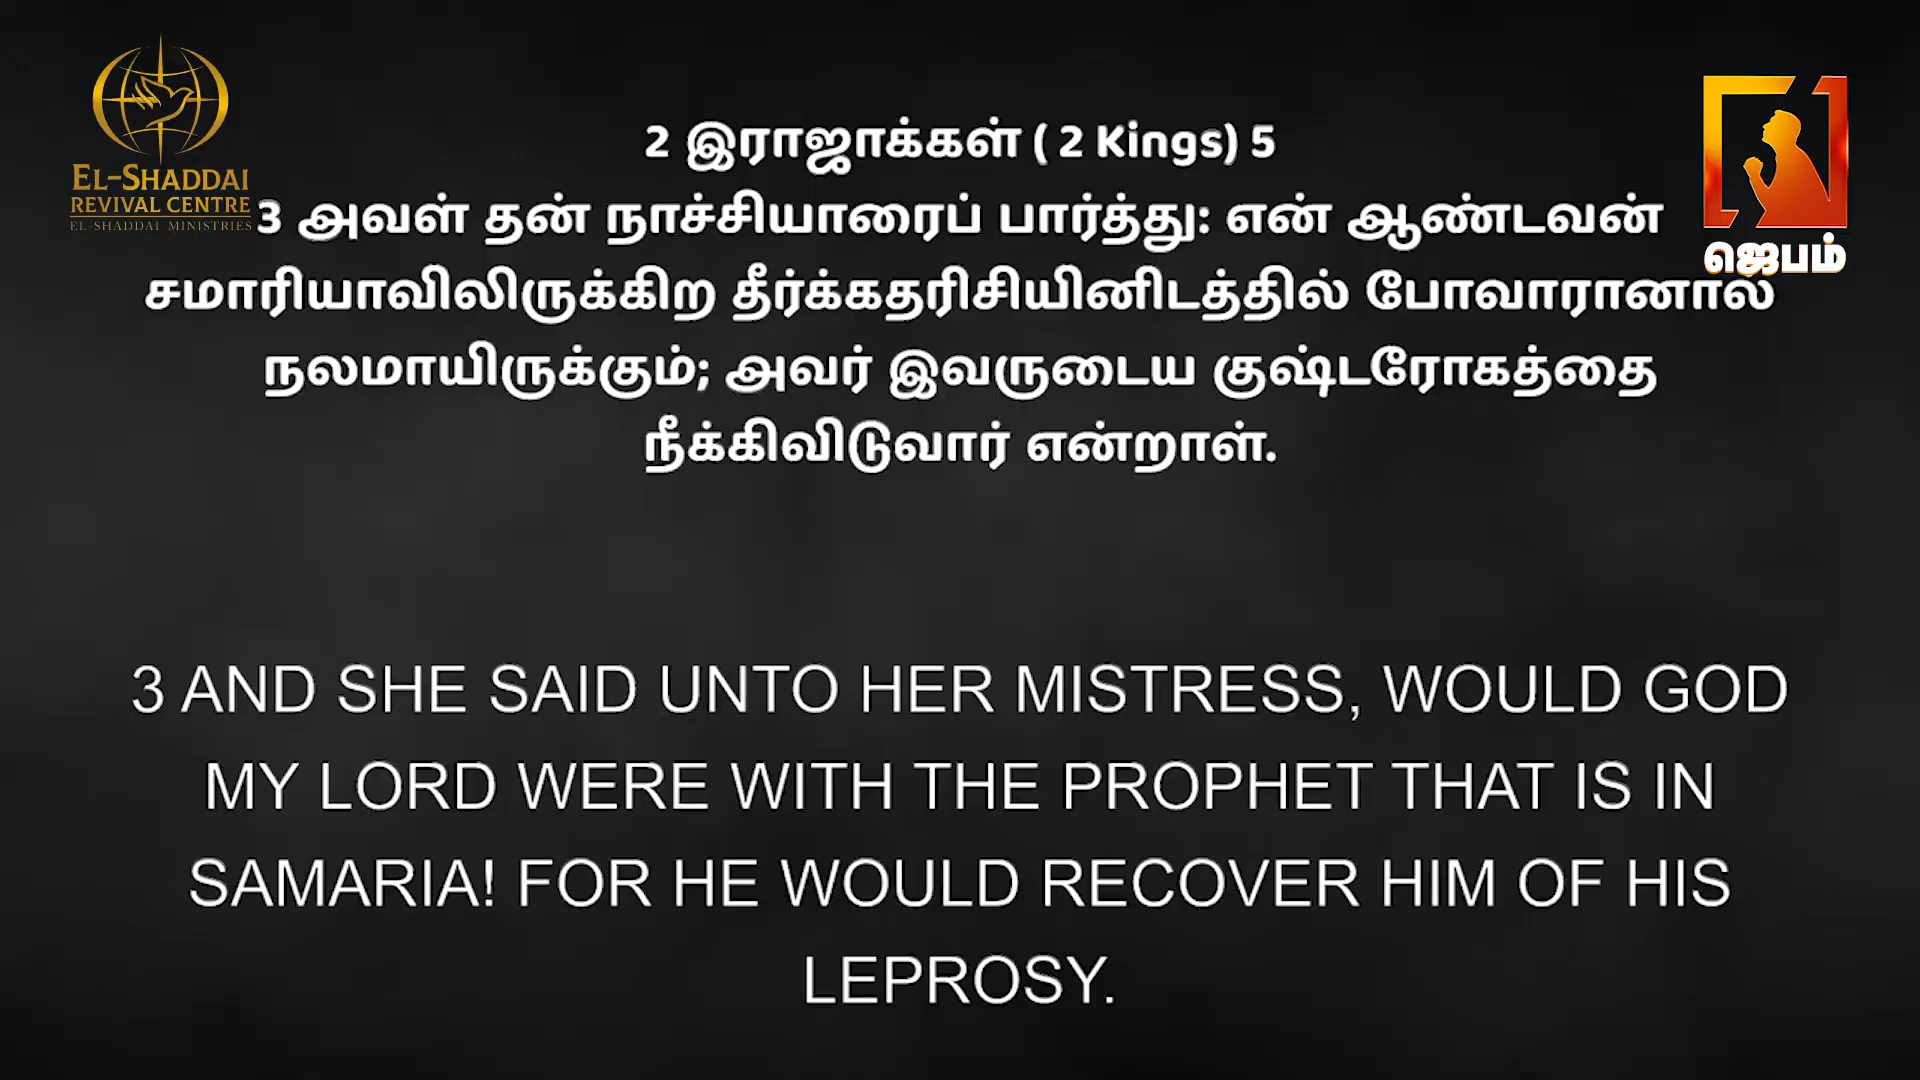 EL-SHADDAI
REVIVAL CENTRE
EL-SHADDAI MINISTRIES
ஜெபம்
2 இராஜாக்கள் ( 2 Kings) 5
3 அவள் தன் நாச்சியாரைப் பார்த்து: என் ஆண்டவன்
சமாரியாவிலிருக்கிற தீர்க்கதரிசியினிடத்தில் போவாரானால்
நலமாயிருக்கும்; அவர் இவருடைய குஷ்டரோகத்தை
நீக்கிவிடுவார் என்றாள்.
3 AND SHE SAID UNTO HER MISTRESS, WOULD GOD
MY LORD WERE WITH THE PROPHET THAT IS IN
SAMARIA! FOR HE WOULD RECOVER HIM OF HIS
LEPROSY.